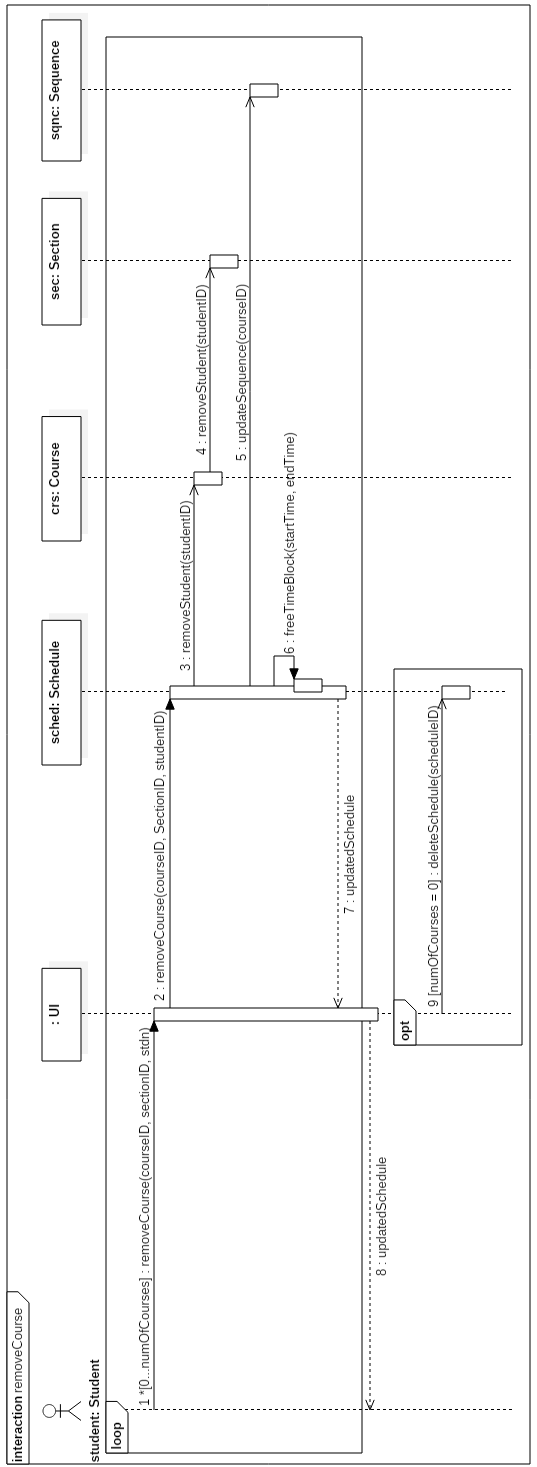 interaction removeCourse
student: Student
: UI
sched: Schedule
crs: Course
sec: Section
sqnc: Sequence
loop
1 *[0...numOfCourses] : removeCourse(courseID, sectionID, stdn)
2 : removeCourse(courseID, SectionID, studentID)
3 : removeStudent(studentID)
4 : removeStudent(studentID)
5 : updateSequence(courseID)
6 : freeTimeBlock(startTime, endTime)
7 : updatedSchedule
8 : updatedSchedule
opt
9 [numOfCourses = 0] : deleteSchedule(scheduleID)